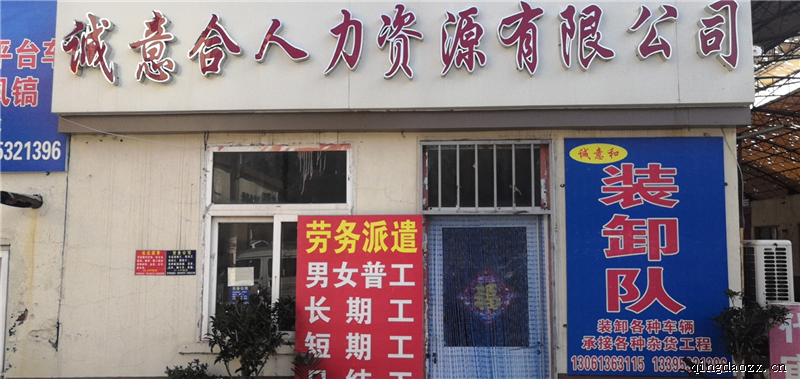 诚意合人力资源有限公司
平台车
风镐
5321396
劳务派遣
男女普工
长期工
短期工
诚意和
装卸队
装卸各种车辆
承接各种杂货工程
13061363115
qingdaozz.cn